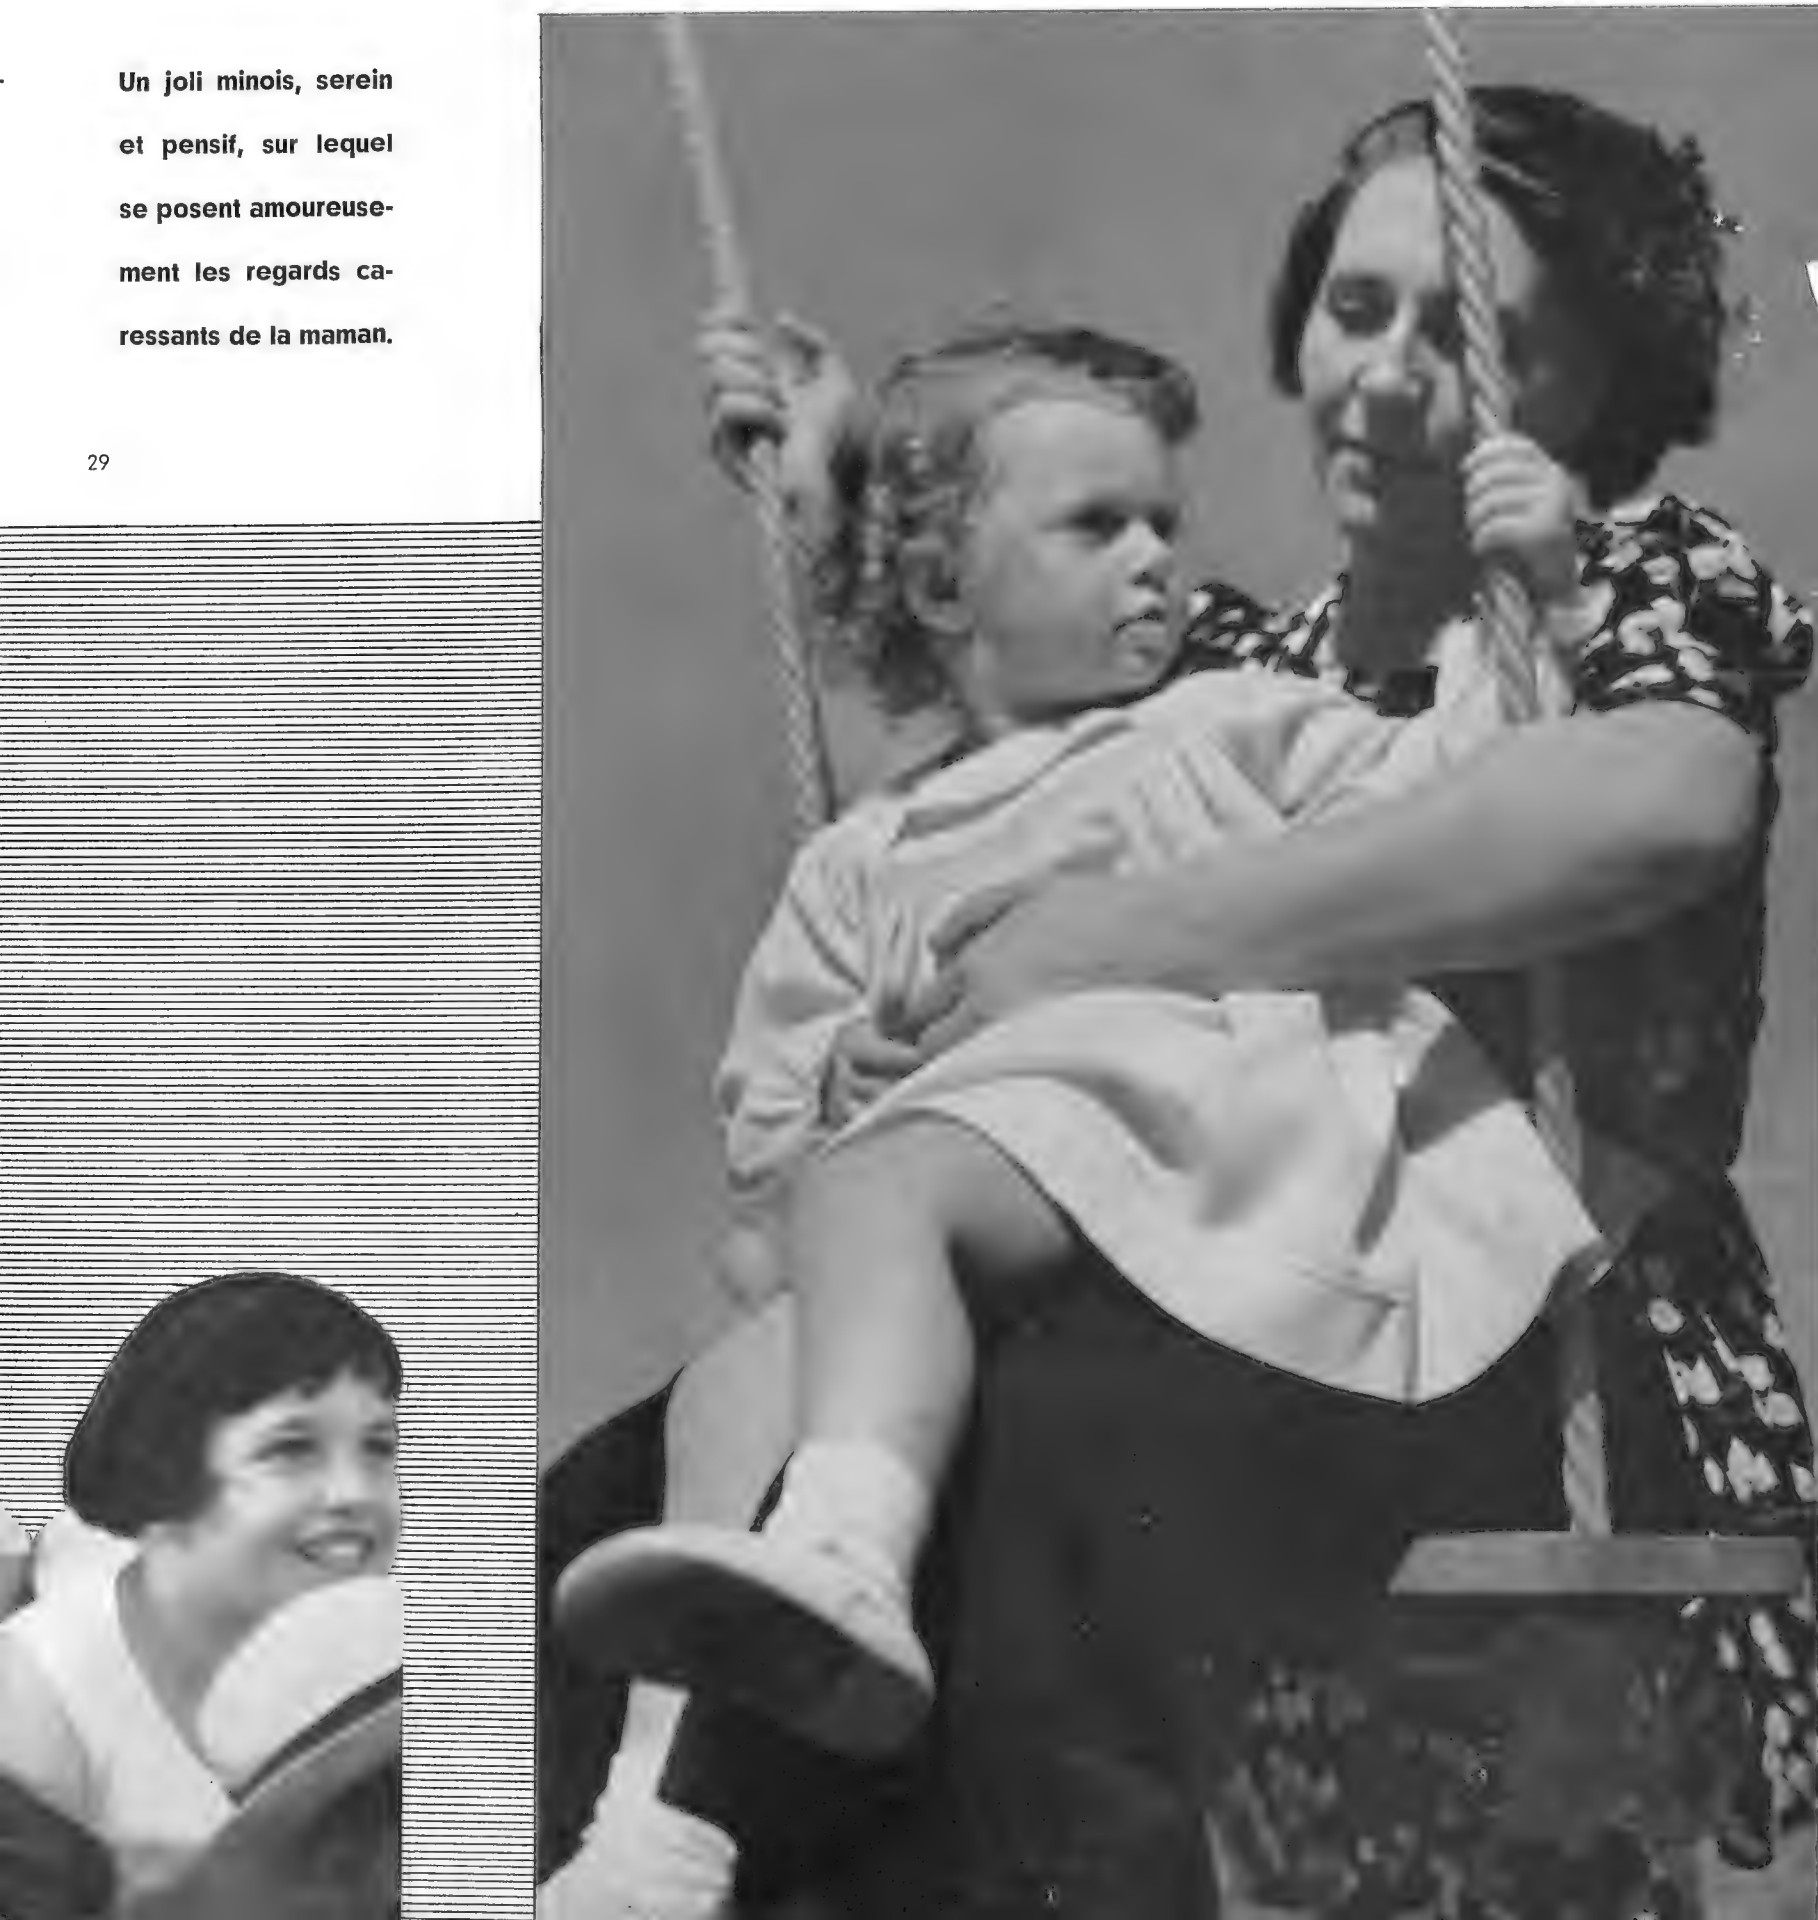 Un joli minois, serein
et pensif, sur lequel
se posent amoureuse-
ment les regards ca-
ressants de la maman.
29